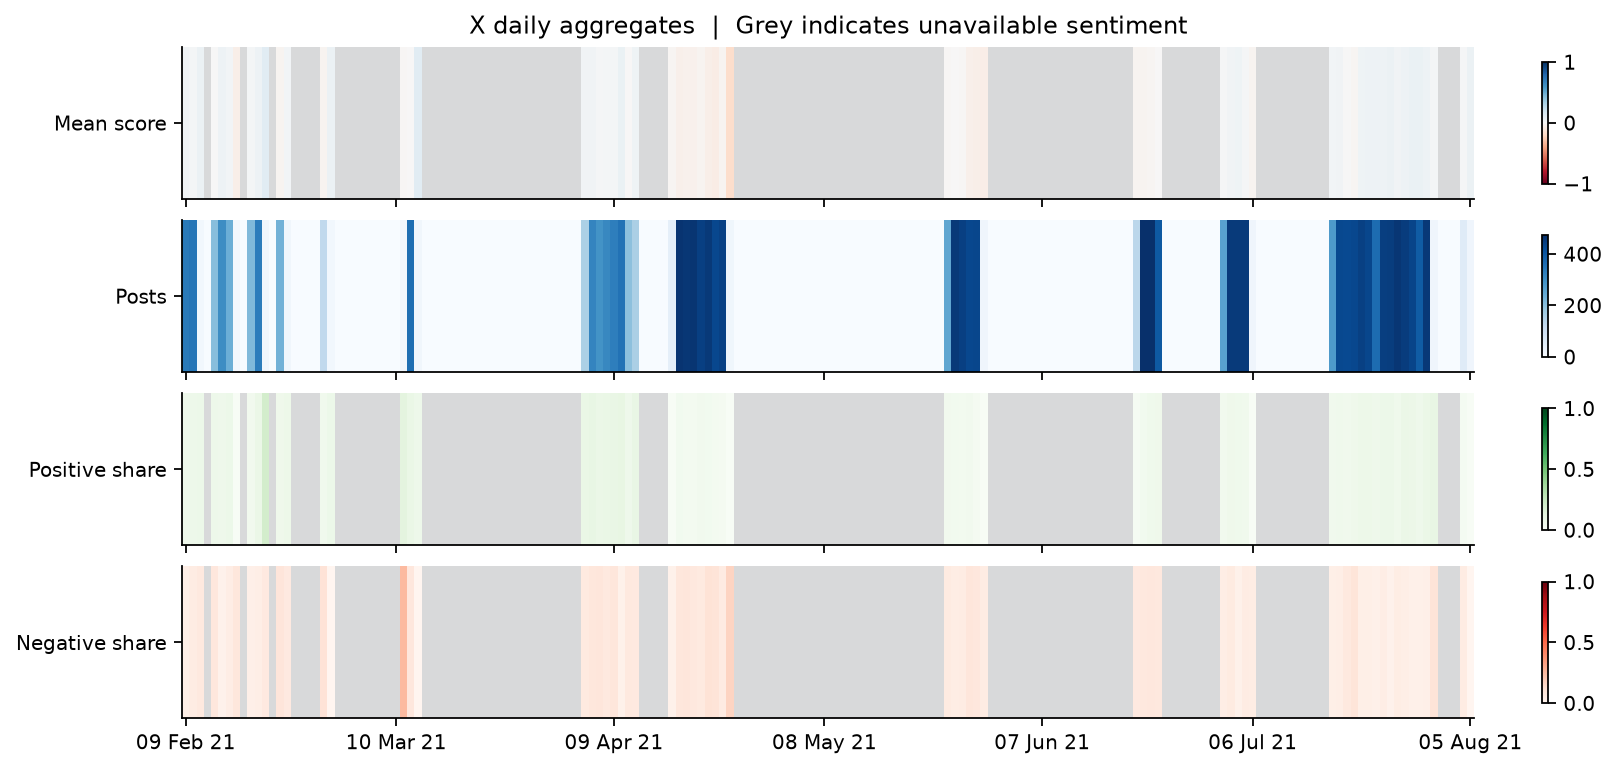 X daily aggregates | Grey indicates unavailable sentiment
Mean score
1
0
−1
Posts
400
200
0
Positive share
1.0
0.5
0.0
Negative share
1.0
0.5
0.0
09 Feb 21
10 Mar 21
09 Apr 21
08 May 21
07 Jun 21
06 Jul 21
05 Aug 21